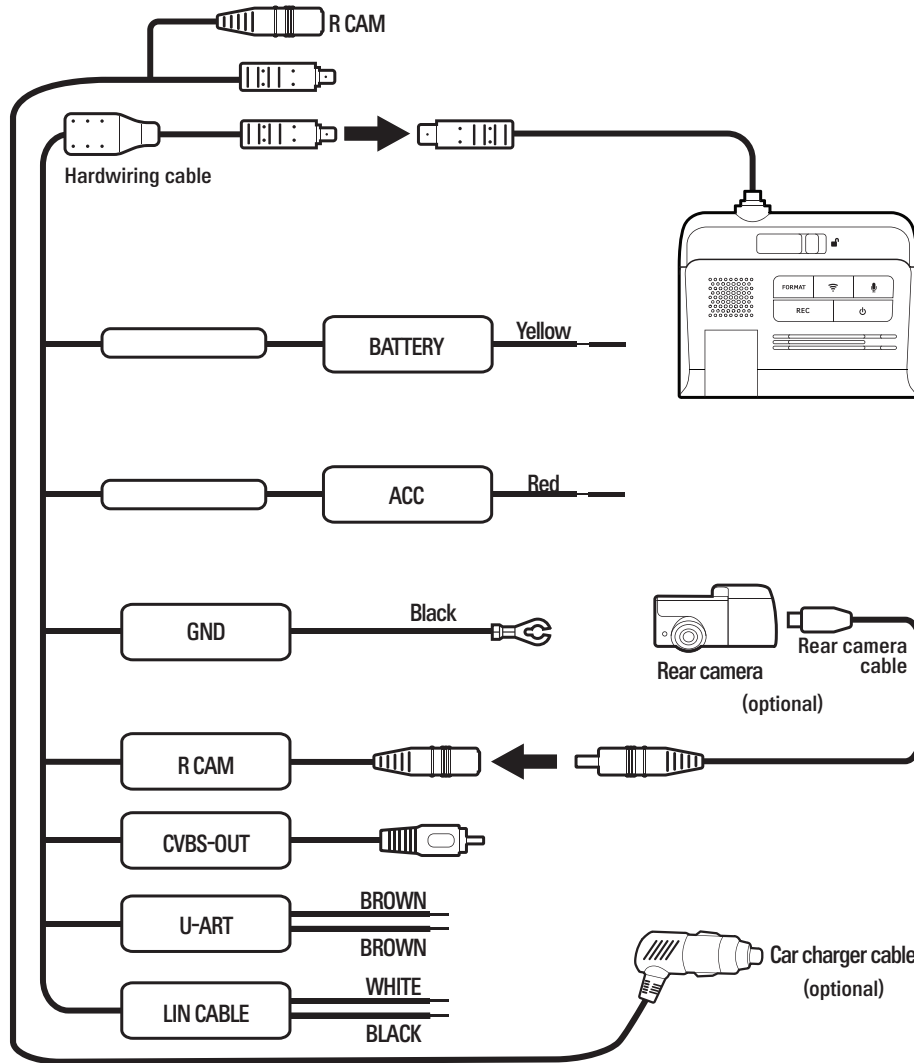 R CAM
Hardwiring cable
FORMAT
REC
BATTERY
Yellow
ACC
Red
GND
Black
Rear camera
Rear camera
cable
(optional)
R CAM
CVBS-OUT
U-ART
BROWN
BROWN
LIN CABLE
WHITE
BLACK
Car charger cable
(optional)